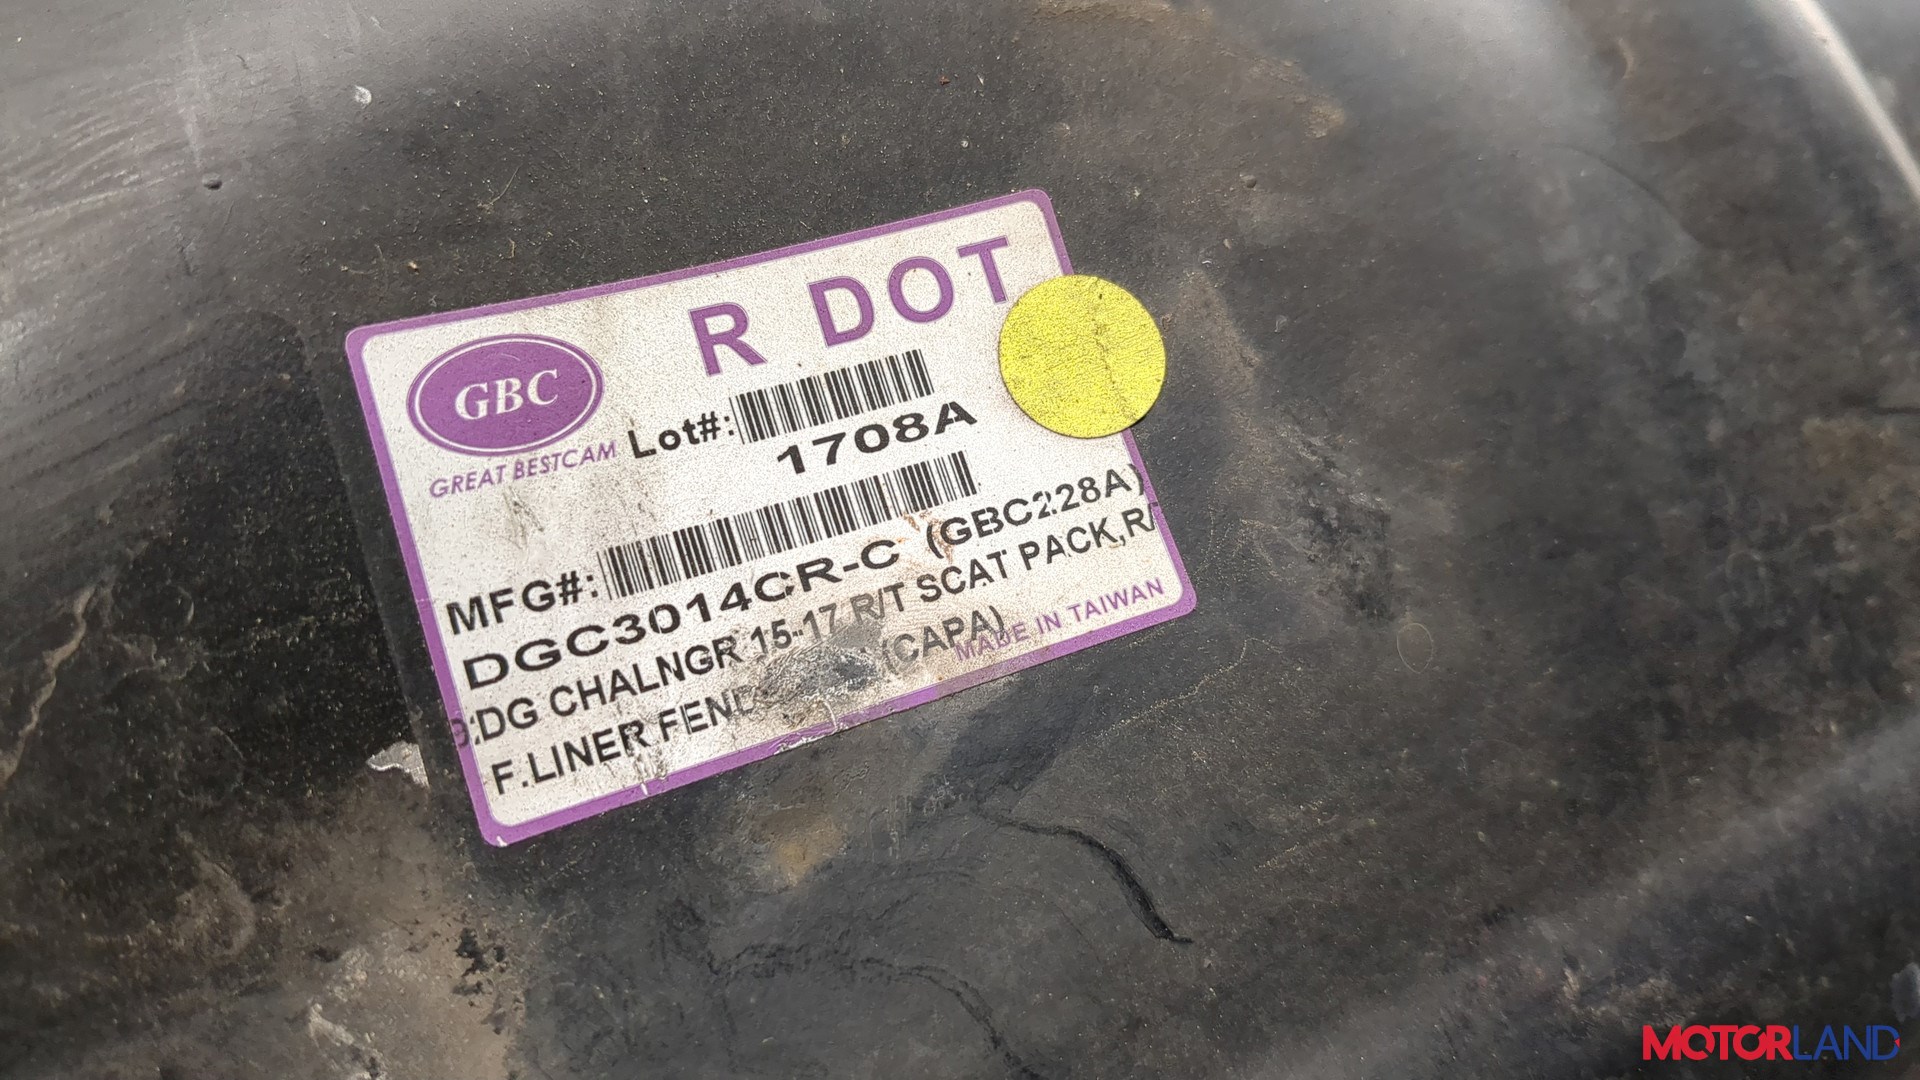 R DOT
GBC
GREAT BESTCAM
Lot#:
1708A
MFG#:
DGC3014CR-C (GBC228A)
:DG CHALNGR 15-17 R/T SCAT PACK,R/
F.LINER FEND (CAPA)
MADE IN TAIWAN
MOTORLAND